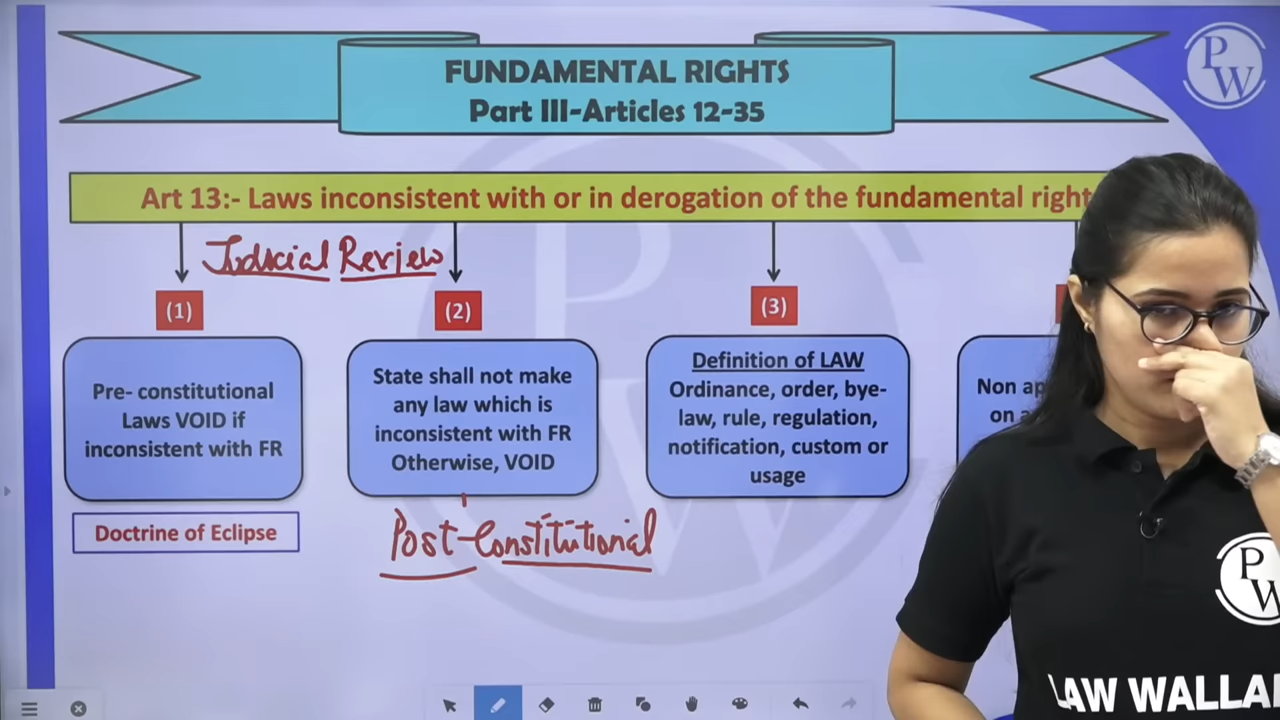 FUNDAMENTAL RIGHTS
Part III-Articles 12-35
PW
Art 13:- Laws inconsistent with or in derogation of the fundamental right
Judicial Review
(1)
(2)
(3)
Pre- constitutional
Laws VOID if
inconsistent with FR
State shall not make
any law which is
inconsistent with FR
Otherwise, VOID
Definition of LAW
Ordinance, order, bye-
law, rule, regulation,
notification, custom or
usage
Non ap
on a
Doctrine of Eclipse
Post-Constitutional
PW
LAW WALLA